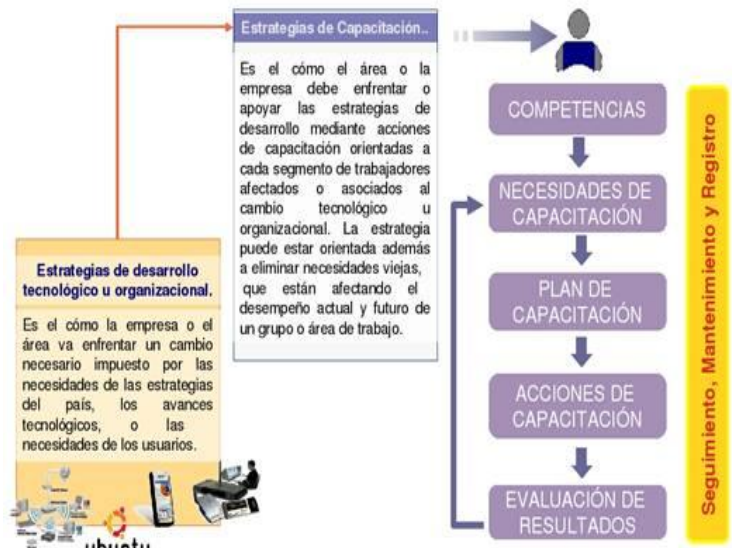 Estrategias de Capacitación..
Es el cómo el área o la
empresa debe enfrentar o
apoyar las estrategias de
desarrollo mediante acciones
de capacitación orientadas a
cada segmento de trabajadores
afectados o asociados al
cambio tecnológico u
organizacional. La estrategia
puede estar orientada además
a eliminar necesidades viejas,
que están afectando el
desempeño actual y futuro de
un grupo o área de trabajo.
Estrategias de desarrollo
tecnológico u organizacional.
Es el cómo la empresa o el
área va enfrentar un cambio
necesario impuesto por las
necesidades de las estrategias
del país, los avances
tecnológicos, o las
necesidades de los usuarios.
ubuntu
COMPETENCIAS
NECESIDADES DE
CAPACITACIÓN
PLAN DE
CAPACITACIÓN
ACCIONES DE
CAPACITACIÓN
EVALUACIÓN DE
RESULTADOS
Seguimiento, Mantenimiento y Registro